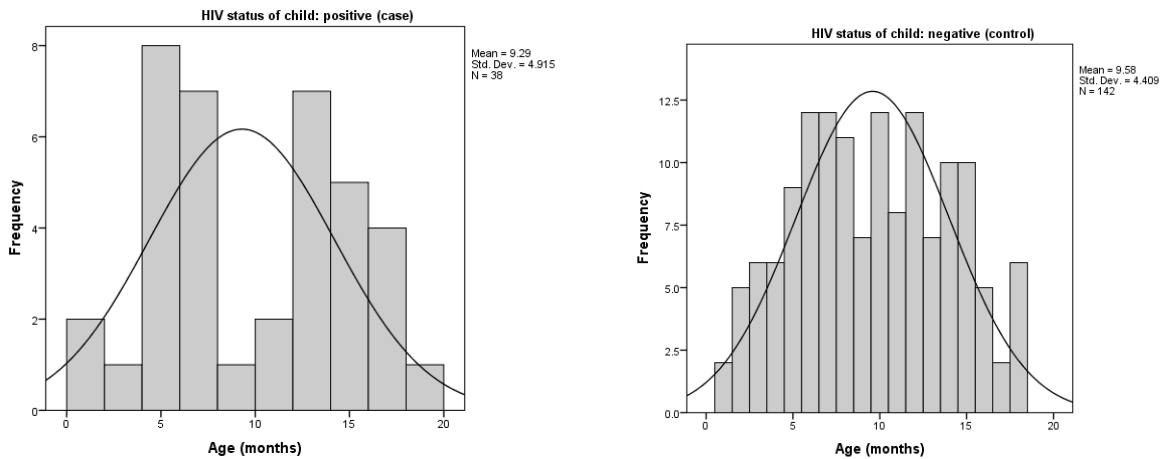 HIV status of child: positive (case)
Mean = 9.29
Std. Dev. = 4.915
N = 38
8
6
4
2
0
Frequency
0 5 10 15 20
Age (months)
HIV status of child: negative (control)
Mean = 9.58
Std. Dev. = 4.409
N = 142
12.5
10.0
7.5
5.0
2.5
0.0
Frequency
0 5 10 15 20
Age (months)